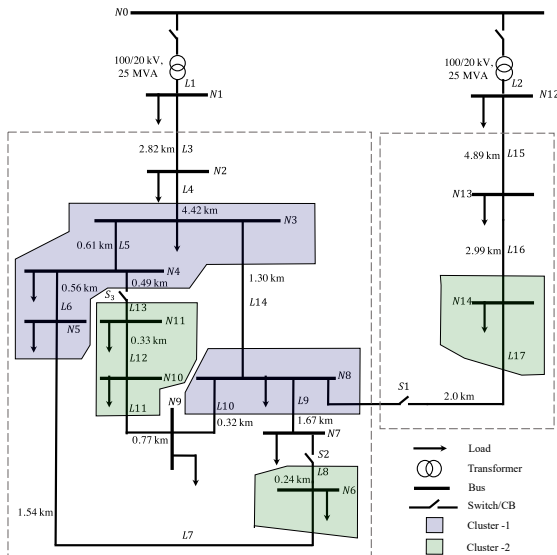 N0
100/20 kV,
25 MVA
L1
N1
100/20 kV,
25 MVA
L2
N12
2.82 km
L3
N2
L4
4.42 km
N3
4.89 km
L15
N13
0.61 km
L5
N4
0.56 km
0.49 km
S3
L6
L13
N5
N11
1.30 km
L14
2.99 km
L16
N14
0.33 km
L12
N10
L11
N8
L17
N9
L10
L9
0.32 km
1.67 km
0.77 km
N7
S1
2.0 km
S2
L8
0.24 km
N6
1.54 km
L7
Load
Transformer
Bus
Switch/CB
Cluster -1
Cluster -2